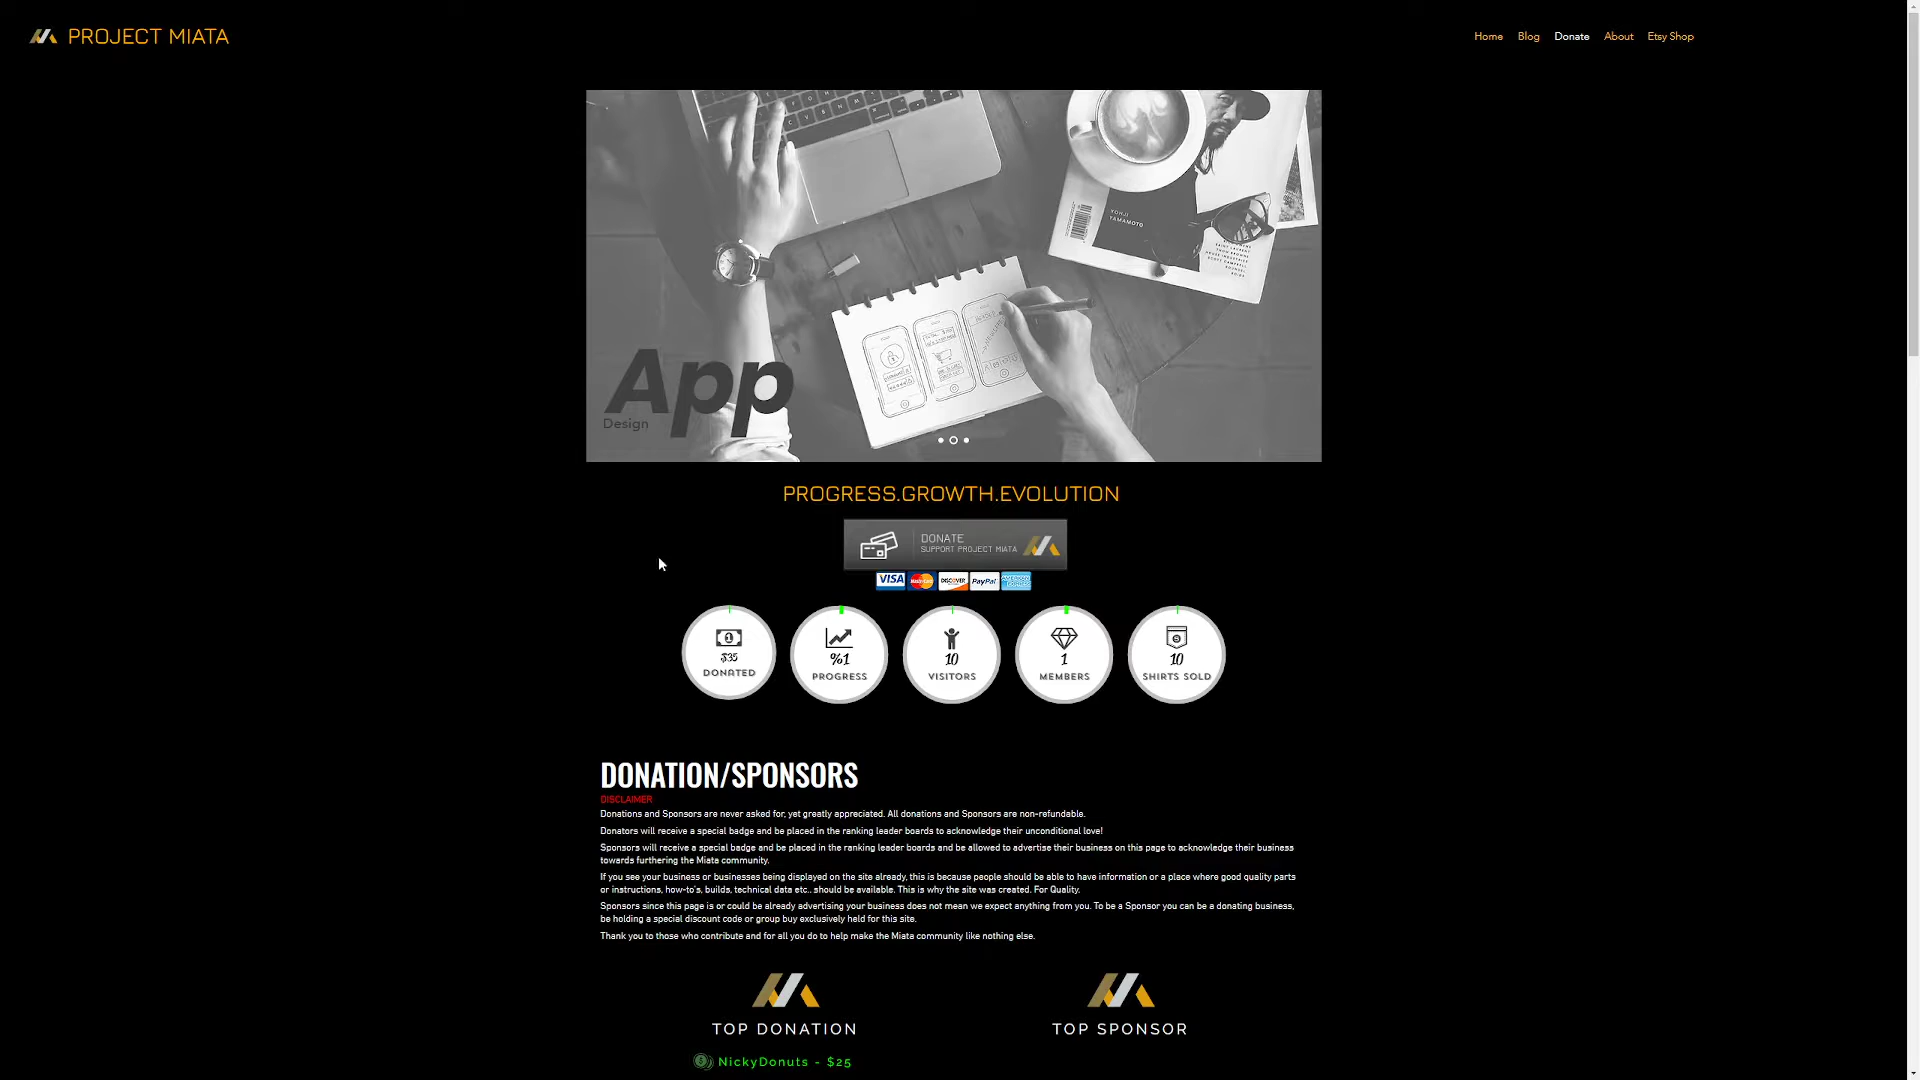 PROJECT MIATA
Home Blog Donate About Etsy Shop
YOHJI
YAMAMOTO
App
Design
PROGRESS.GROWTH.EVOLUTION
DONATE
SUPPORT PROJECT MIATA
VISA MasterCard DISCOVER PayPal AMERICAN EXPRESS
$35
DONATED
%1
PROGRESS
10
VISITORS
1
MEMBERS
10
SHIRTS SOLD
DONATION/SPONSORS
DISCLAIMER
Donations and Sponsors are never asked for, yet greatly appreciated. All donations and Sponsors are non-refundable.
Donators will receive a special badge and be placed in the ranking leader boards to acknowledge their unconditional love!
Sponsors will receive a special badge and be placed in the ranking leader boards and be allowed to advertise their business on this page to acknowledge their business
towards furthering the Miata community.
If you see your business or businesses being displayed on the site already, this is because people should be able to have information or a place where good quality parts
or instructions, how-to's, builds, technical data etc.. should be available. This is why the site was created. For Quality.
Sponsors since this page is or could be already advertising your business does not mean we expect anything from you. To be a Sponsor you can be a donating business,
be holding a special discount code or group buy exclusively held for this site.
Thank you to those who contribute and for all you do to help make the Miata community like nothing else.
TOP DONATION
TOP SPONSOR
NickyDonuts - $25